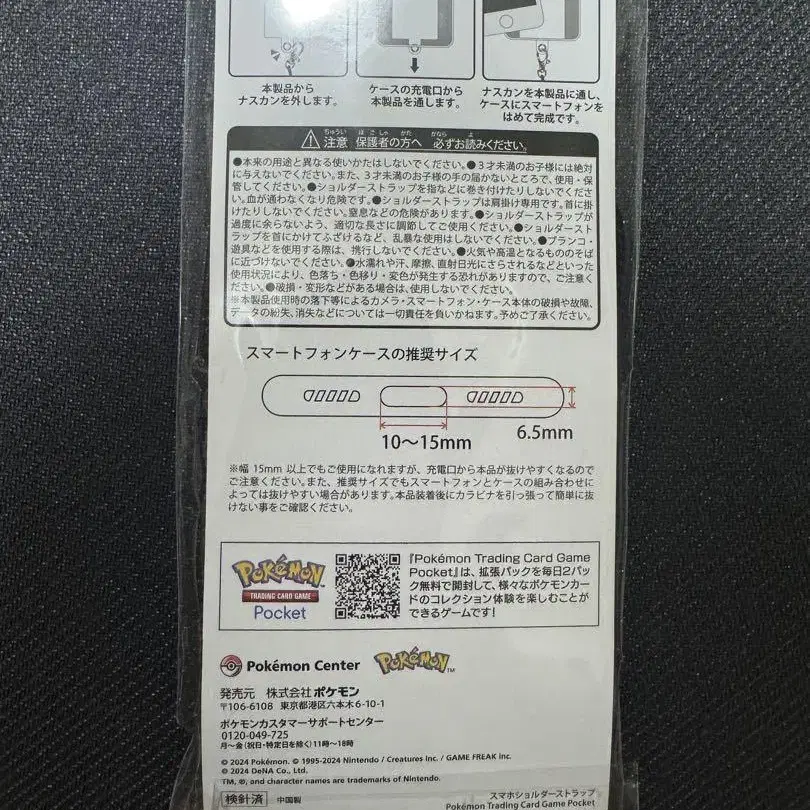 本製品から
ナスカンを外します。
ケースの充電口から
本製品を通します。
ナスカンを本製品に通し、
ケースにスマートフォンを
はめて完成です。
注意 保護者の方へ 必ずお読みください。
●本来の用途と異なる使いかたはしないでください。●3才未満のお子様には絶対
に与えないでください。また、3才未満のお子様の手の届かないところで、使用・保
管してください。●ショルダーストラップを指などに巻き付けたりしないでくださ
い。血が通わなくなり危険です。●ショルダーストラップは肩掛け専用です。首に掛
けたりしないでください。窒息などの危険があります。●ショルダーストラップが
過度に余らないよう、適切な長さに調節してご使用ください。●ショルダースト
ラップを首にかけてふざけるなど、乱暴な使用はしないでください。●ブランコ・
遊具などを使用する際は、携行しないでください。●火気や高温となるもののそば
に近づけないでください。●水濡れや汗、摩擦、直射日光にさらされるなどといった
使用状況により、色落ち・色移り・変色が発生する恐れがありますので、ご注意くだ
さい。●破損・変形などがある場合は、使用しないでください。
※本製品使用時の落下等によるカメラ・スマートフォン・ケース本体の破損や故障、
データの紛失、消失などについては一切責任を負いかねます。予めご了承ください。
スマートフォンケースの推奨サイズ
10～15mm
6.5mm
※幅 15mm 以上でもご使用になれますが、充電口から本品が抜けやすくなるので
ご注意ください。また、推奨サイズでもスマートフォンとケースの組み合わせに
よっては抜けやすい場合があります。本品装着後にカラビナを引っ張って簡単に抜
けない事をご確認ください。
POKéMON
TRADING CARD GAME
Pocket
『Pokémon Trading Card Game
Pocket』は、拡張パックを毎日2パッ
ク無料で開封して、様々なポケモンカー
ドのコレクション体験を楽しむことが
できるゲームです!
Pokémon Center POKéMON™
発売元 株式会社ポケモン
〒106-6108 東京都港区六本木6-10-1
ポケモンカスタマーサポートセンター
0120-049-725
月～金(祝日・特定日を除く)11時～18時
© 2024 Pokémon. © 1995-2024 Nintendo / Creatures Inc. / GAME FREAK inc.
© 2024 DeNA Co., Ltd.
TM, ®, and character names are trademarks of Nintendo.
検針済 中国製
スマホショルダーストラップ
Pokémon Trading Card Game Pocket